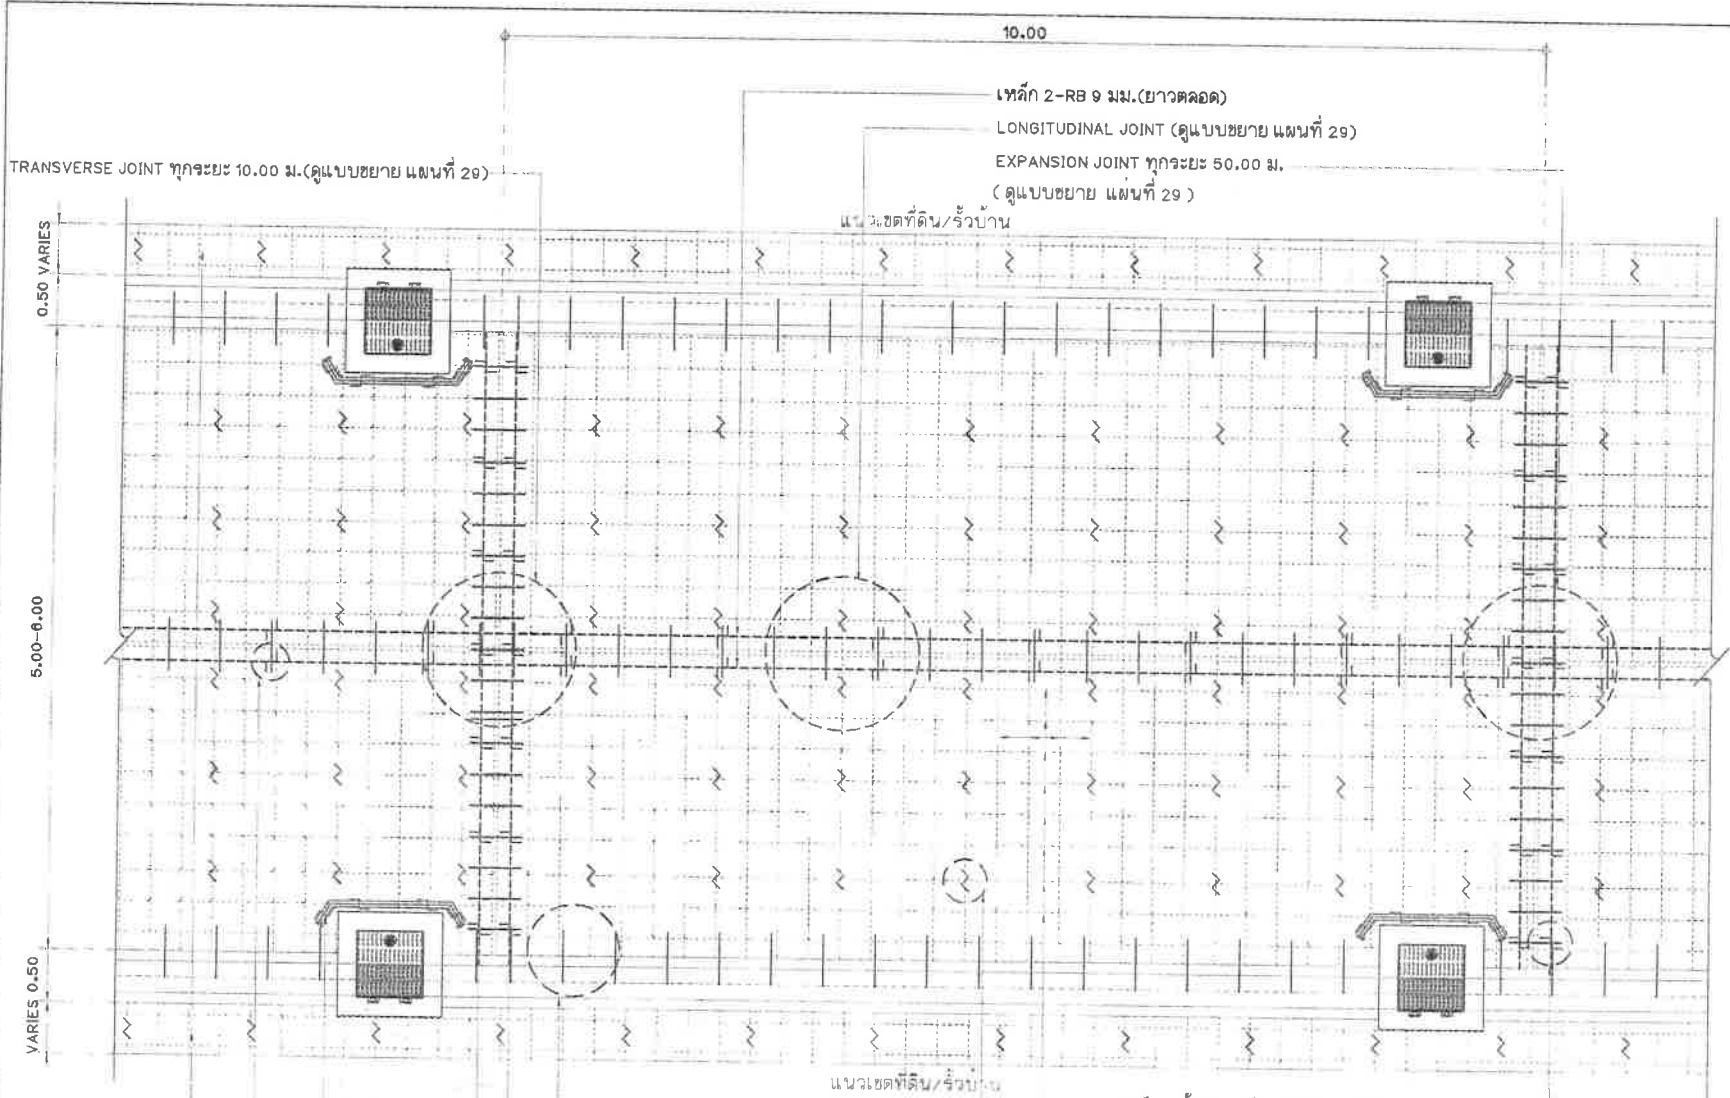 10.00
เหล็ก 2-RB 9 มม.(ยาวตลอด)
LONGITUDINAL JOINT (ดูแบบขยาย แผนที่ 29)
EXPANSION JOINT ทุกระยะ 50.00 ม.
( ดูแบบขยาย แผ่นที่ 29 )
TRANSVERSE JOINT ทุกระยะ 10.00 ม.(ดูแบบขยาย แผนที่ 29)
แนวเขตที่ดิน/รั้วบ้าน
0.50 VARIES
5.00-6.00
VARIES 0.50
แนวเขตที่ดิน/รั้วบ้าน